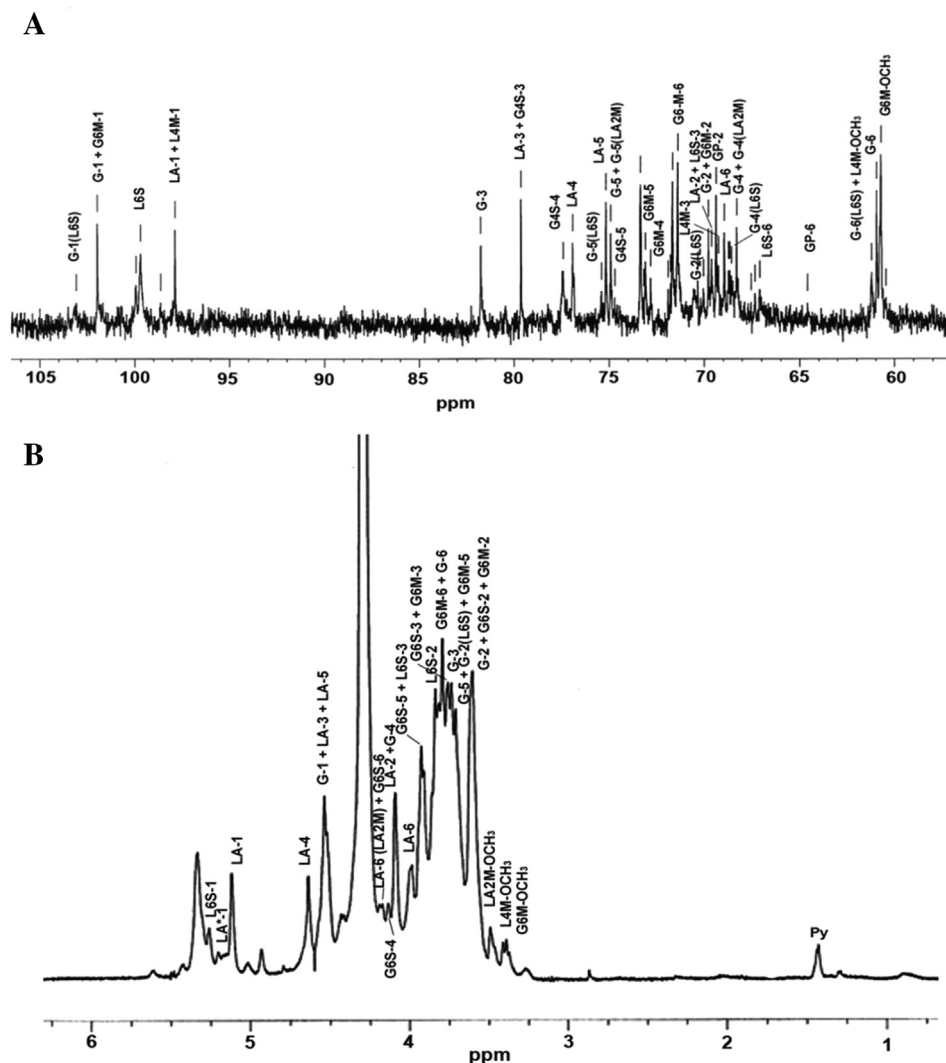 A
G-1(L6S)
G-1 + G6M-1
L6S
LA-1 + L4M-1
G-3
LA-3 + G4S-3
G4S-4
LA-4
G-5(L6S)
LA-5
G-5 + G-5(LA2M)
G4S-5
G6M-5
G6M-4
G6-M-6
L4M-3
G-2(L6S)
LA-2 + L6S-3
G-2 + G6M-2
GP-2
LA-6
G-4 + G-4(LA2M)
G-4(L6S)
L6S-6
GP-6
G-6(L6S) + L4M-OCH₃
G-6
G6M-OCH₃
105 100 95 90 85 80 75 70 65 60
ppm
B
L6S-1
LA*-1
LA-1
LA-4
G-1 + LA-3 + LA-5
LA-6 (LA2M) + G6S-6
G6S-4
LA-2 +G-4
LA-6
G6S-5 + L6S-3
G6S-3 + G6M-3
L6S-2
G6M-6 + G-6
G-3
G-5 + G-2(L6S) + G6M-5
G-2 + G6S-2 + G6M-2
LA2M-OCH₃
L4M-OCH₃
G6M-OCH₃
Py
6 5 4 3 2 1
ppm